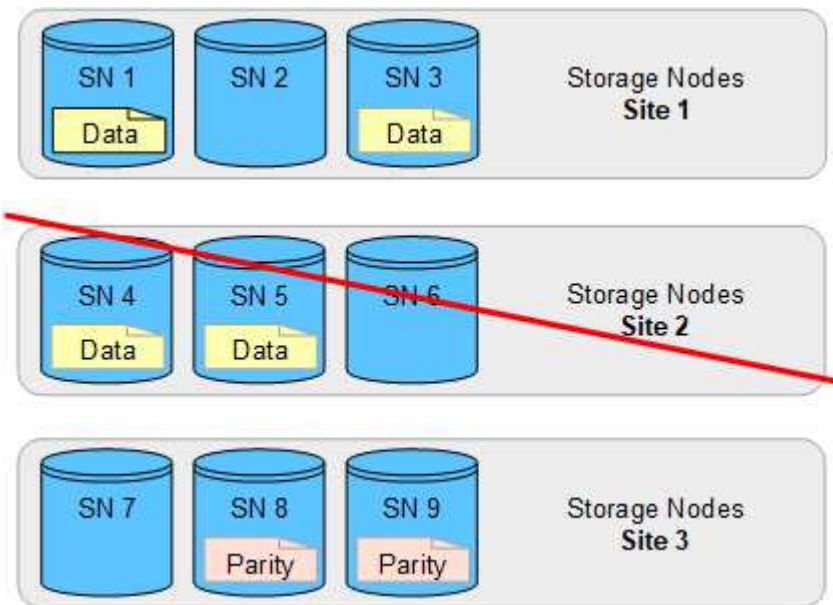 SN 1 SN 2 SN 3 Storage Nodes
Site 1
Data Data
SN 4 SN 5 SN 6 Storage Nodes
Site 2
Data Data
SN 7 SN 8 SN 9 Storage Nodes
Site 3
Parity Parity